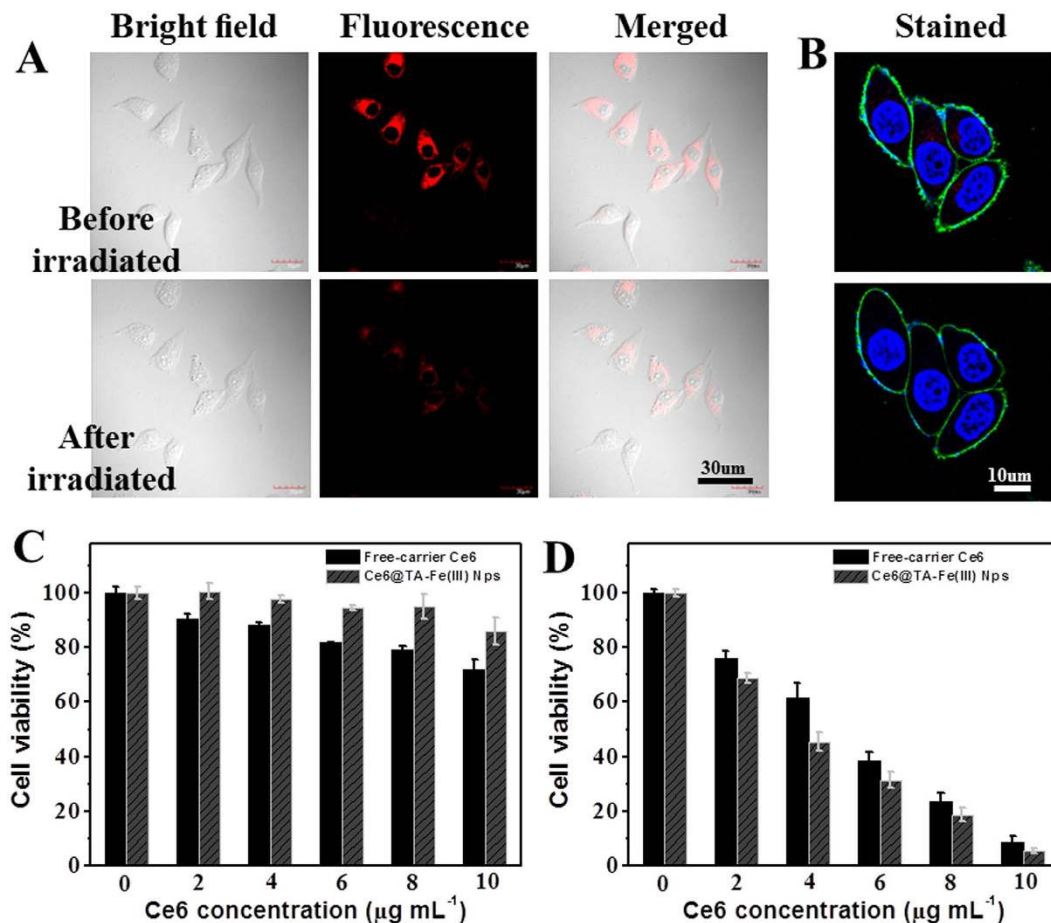 Bright field Fluorescence Merged Stained
A
B
Before
irradiated
After
irradiated
30um
10um
C
Free-carrier Ce6
Ce6@TA-Fe(III) Nps
Cell viability (%)
100
80
60
40
20
0
0 2 4 6 8 10
Ce6 concentration (µg mL⁻¹)
D
Free-carrier Ce6
Ce6@TA-Fe(III) Nps
Cell viability (%)
100
80
60
40
20
0
0 2 4 6 8 10
Ce6 concentration (µg mL⁻¹)